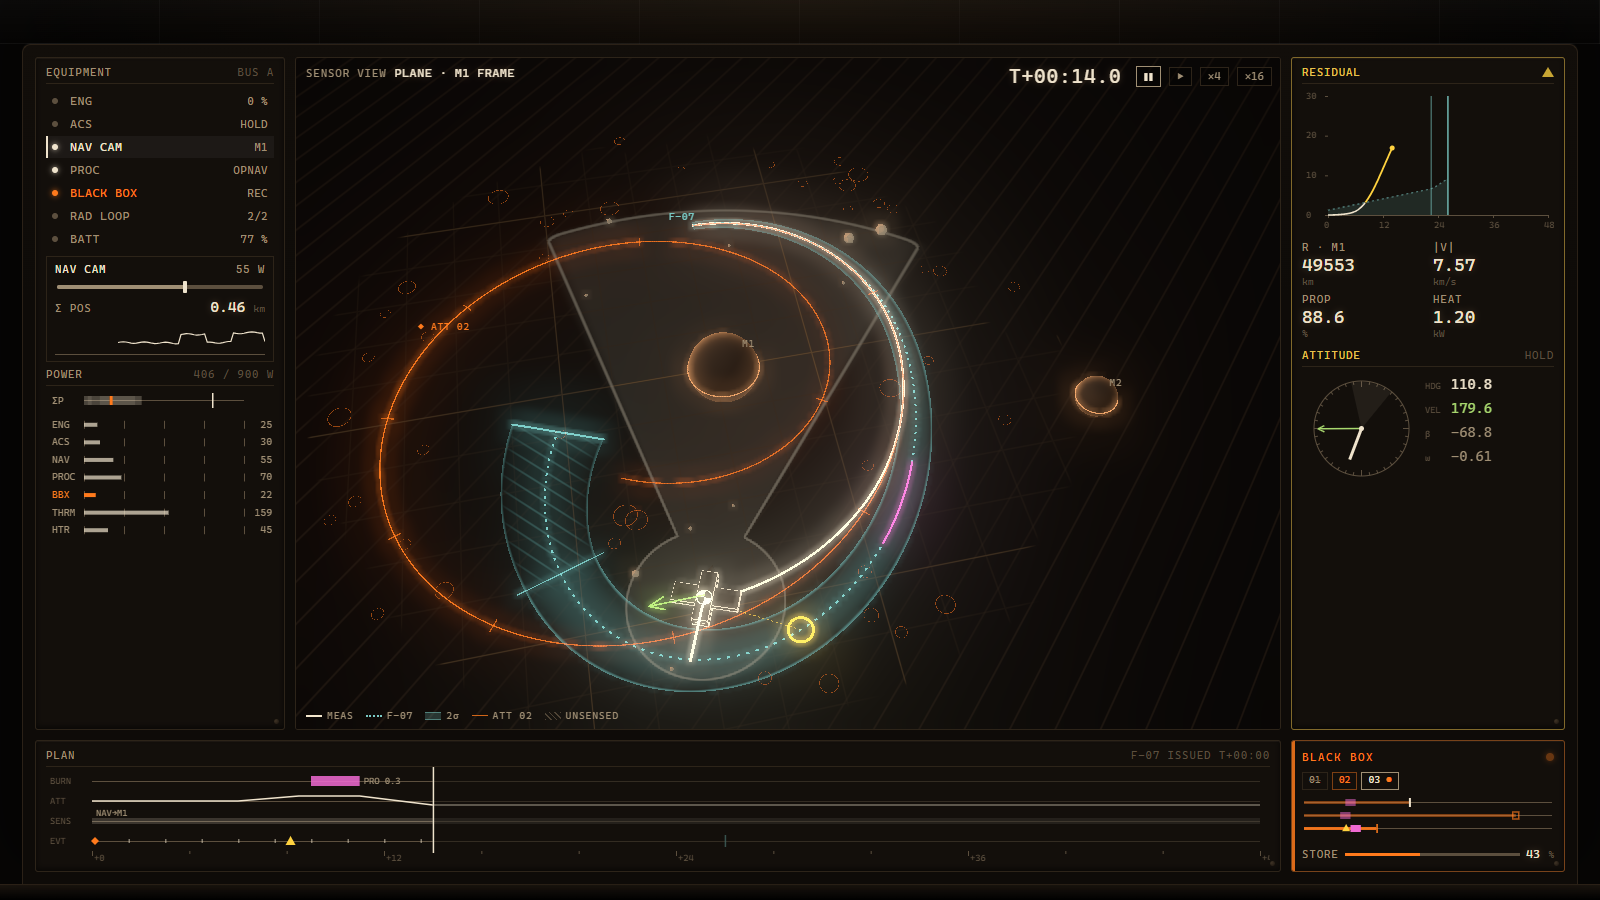 EQUIPMENT BUS A
ENG 0 %
ACS HOLD
NAV CAM M1
PROC OPNAV
BLACK BOX REC
RAD LOOP 2/2
BATT 77 %
NAV CAM 55 W
Σ POS 0.46 km
POWER 406 / 900 W
ΣP
ENG 25
ACS 30
NAV 55
PROC 70
BBX 22
THRM 159
HTR 45
SENSOR VIEW PLANE · M1 FRAME
T+00:14.0 ×4 ×16
F-07
M1
ATT 02
M2
MEAS F-07 2σ ATT 02 UNSENSED
RESIDUAL
30
20
10
0
0 12 24 36 48
R · M1 |V|
49553 7.57
km km/s
PROP HEAT
88.6 1.20
% kW
ATTITUDE HOLD
HDG 110.8
VEL 179.6
β −68.8
ω −0.61
PLAN F-07 ISSUED T+00:00
BURN PRO 0.3
ATT
NAV→M1
SENS
EVT
+0 +12 +24 +36
BLACK BOX
01 02 03
STORE 43 %